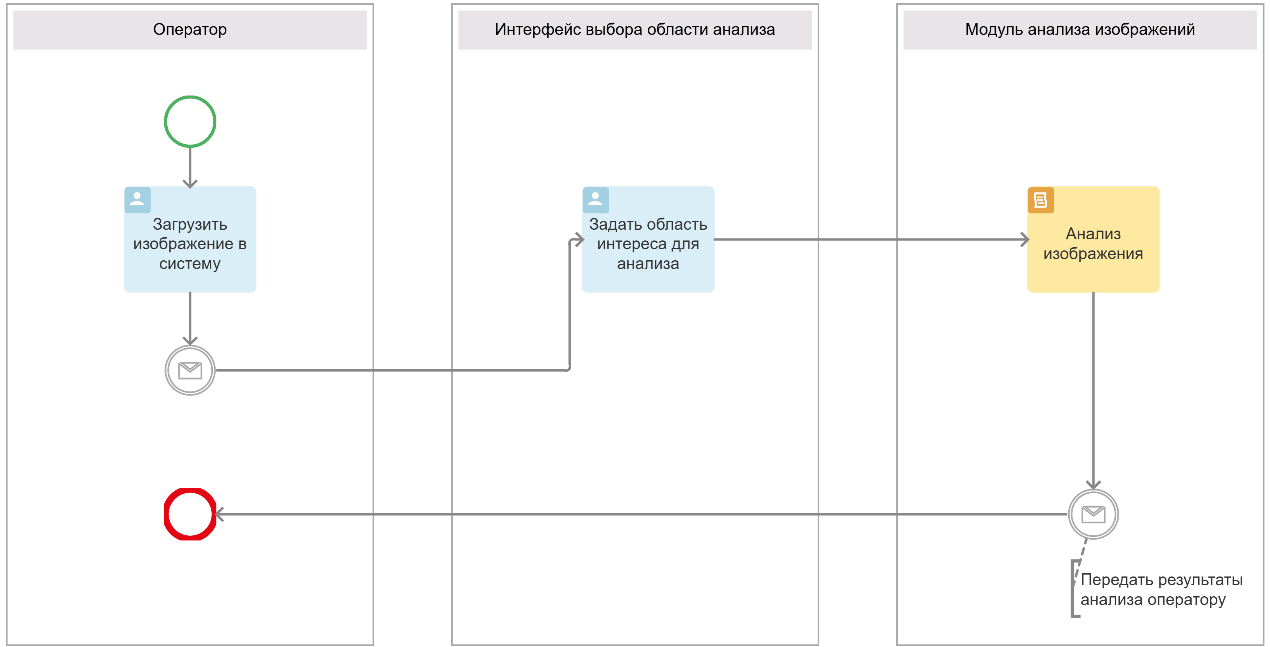 Оператор
Интерфейс выбора области анализа
Модуль анализа изображений
Загрузить
изображение в
систему
Задать область
интереса для
анализа
Анализ
изображения
Передать результаты
анализа оператору